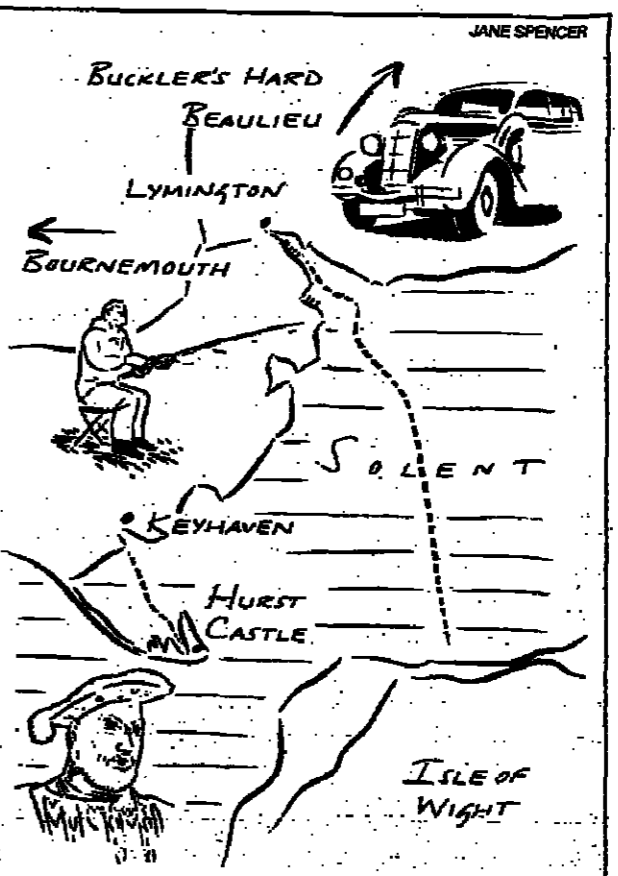 JANE SPENCER
BUCKLER'S HARD
BEAULIEU
LYMINGTON
BOURNEMOUTH
SOLENT
KEYHAVEN
HURST
CASTLE
ISLE OF
WIGHT